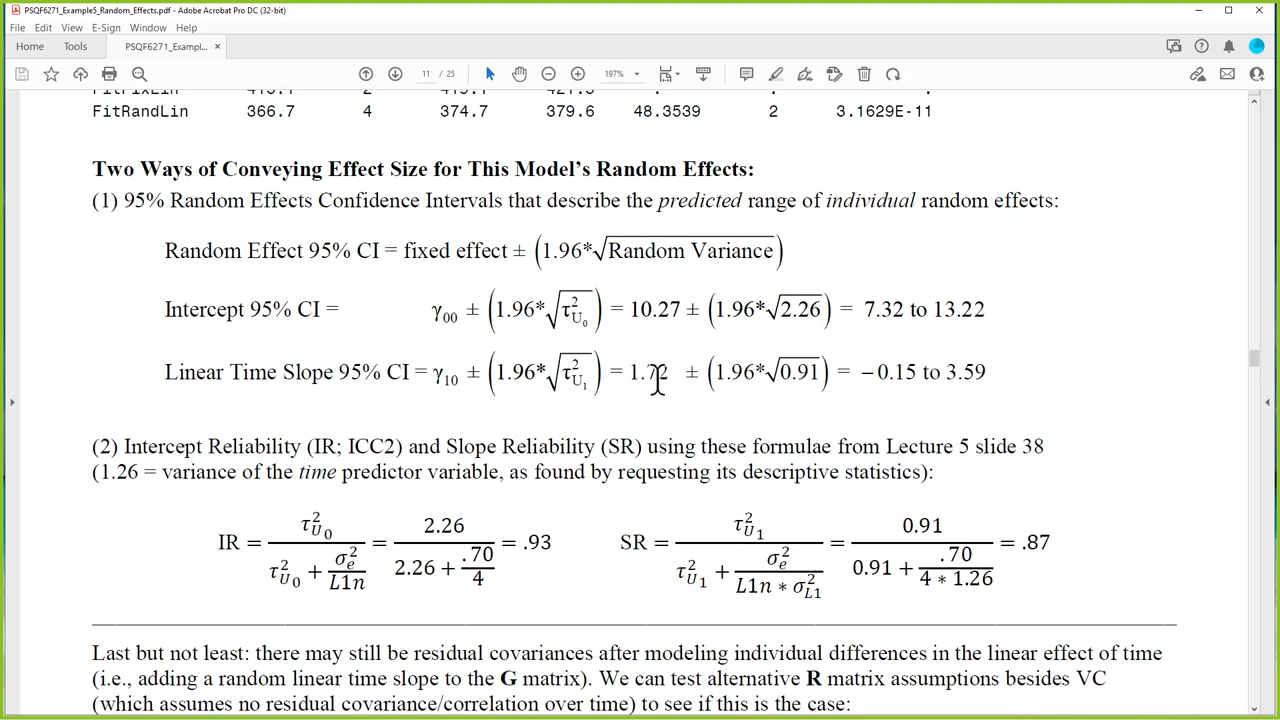 PSQF6271_Example5_Random_Effects.pdf - Adobe Acrobat Pro DC (32-bit)
File Edit View E-Sign Window Help
Home Tools PSQF6271_Exampl... ×
11 / 25 197%
FitRandLin 366.7 4 374.7 379.6 48.3539 2 3.1629E-11
Two Ways of Conveying Effect Size for This Model's Random Effects:
(1) 95% Random Effects Confidence Intervals that describe the predicted range of individual random effects:
Random Effect 95% CI = fixed effect ± (1.96*√Random Variance)
Intercept 95% CI = γ00 ± (1.96*√τ²U0) = 10.27 ± (1.96*√2.26) = 7.32 to 13.22
Linear Time Slope 95% CI = γ10 ± (1.96*√τ²U1) = 1.72 ± (1.96*√0.91) = −0.15 to 3.59
(2) Intercept Reliability (IR; ICC2) and Slope Reliability (SR) using these formulae from Lecture 5 slide 38
(1.26 = variance of the time predictor variable, as found by requesting its descriptive statistics):
IR = τ²U0 / (τ²U0 + σ²e / L1n) = 2.26 / (2.26 + .70 / 4) = .93 SR = τ²U1 / (τ²U1 + σ²e / (L1n * σ²L1)) = 0.91 / (0.91 + .70 / (4 * 1.26)) = .87
Last but not least: there may still be residual covariances after modeling individual differences in the linear effect of time
(i.e., adding a random linear time slope to the G matrix). We can test alternative R matrix assumptions besides VC
(which assumes no residual covariance/correlation over time) to see if this is the case: